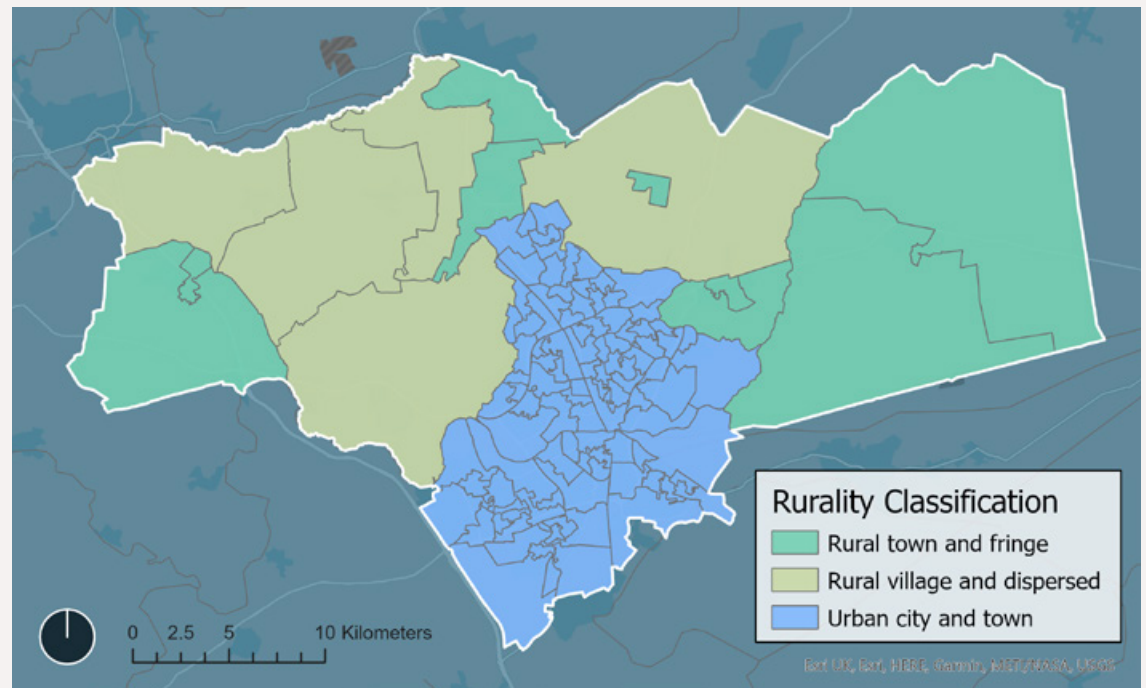 Rurality Classification
Rural town and fringe
Rural village and dispersed
Urban city and town
0 2.5 5 10 Kilometers
Esri UK, Esri, HERE, Garmin, METI/NASA, USGS